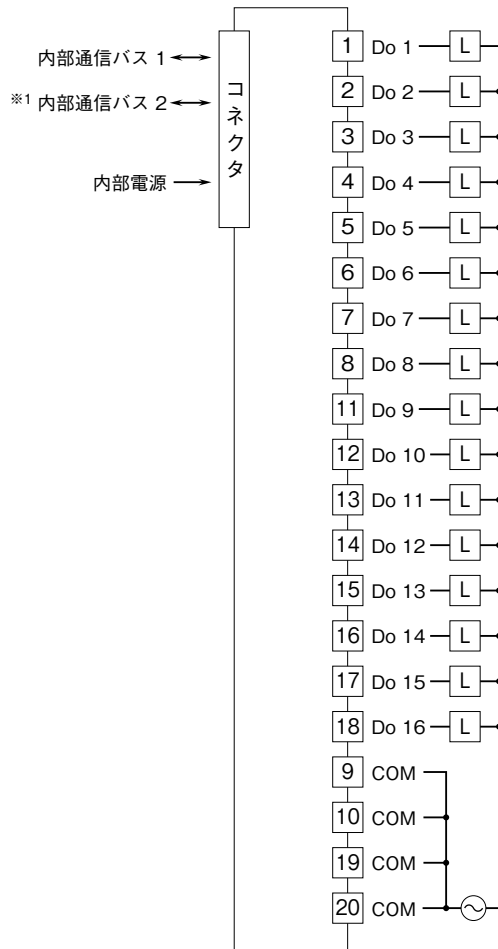 内部通信バス 1
※1 内部通信バス 2
内部電源
コネクタ
1 Do 1 L
2 Do 2 L
3 Do 3 L
4 Do 4 L
5 Do 5 L
6 Do 6 L
7 Do 7 L
8 Do 8 L
11 Do 9 L
12 Do 10 L
13 Do 11 L
14 Do 12 L
15 Do 13 L
16 Do 14 L
17 Do 15 L
18 Do 16 L
9 COM
10 COM
19 COM
20 COM